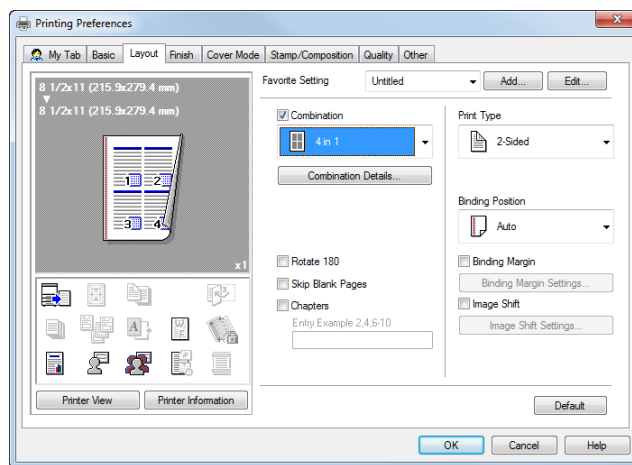 Printing Preferences
My Tab Basic Layout Finish Cover Mode Stamp/Composition Quality Other
8 1/2x11 (215.9x279.4 mm)
8 1/2x11 (215.9x279.4 mm)
1 2
3 4
x1
Printer View Printer Information
Favorite Setting Untitled Add... Edit...
Combination
4 in 1
Combination Details...
Rotate 180
Skip Blank Pages
Chapters
Entry Example 2,4,6-10
Print Type
2-Sided
Binding Position
Auto
Binding Margin
Binding Margin Settings...
Image Shift
Image Shift Settings...
Default
OK Cancel Help